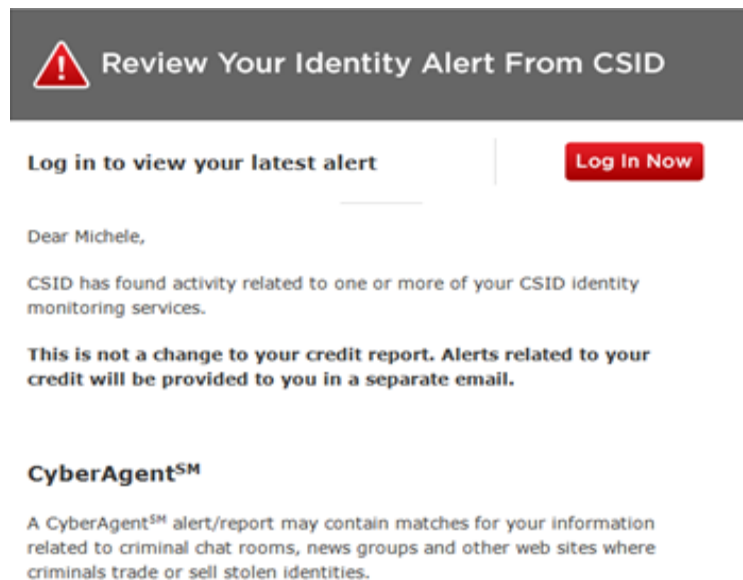 Review Your Identity Alert From CSID
Log in to view your latest alert
Log In Now
Dear Michele,
CSID has found activity related to one or more of your CSID identity
monitoring services.
This is not a change to your credit report. Alerts related to your
credit will be provided to you in a separate email.
CyberAgent℠
A CyberAgent℠ alert/report may contain matches for your information
related to criminal chat rooms, news groups and other web sites where
criminals trade or sell stolen identities.